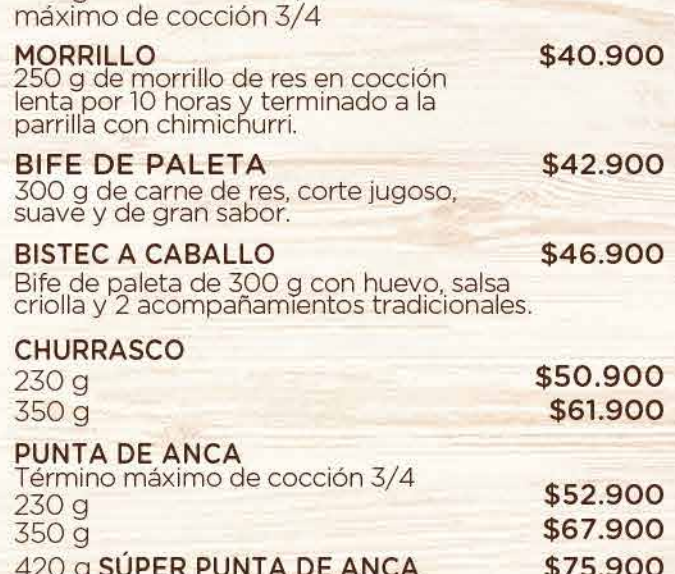 máximo de cocción 3/4
MORRILLO $40.900
250 g de morrillo de res en cocción
lenta por 10 horas y terminado a la
parrilla con chimichurri.
BIFE DE PALETA $42.900
300 g de carne de res, corte jugoso,
suave y de gran sabor.
BISTEC A CABALLO $46.900
Bife de paleta de 300 g con huevo, salsa
criolla y 2 acompañamientos tradicionales.
CHURRASCO
230 g $50.900
350 g $61.900
PUNTA DE ANCA
Término máximo de cocción 3/4
230 g $52.900
350 g $67.900
420 g SÚPER PUNTA DE ANCA $75.900